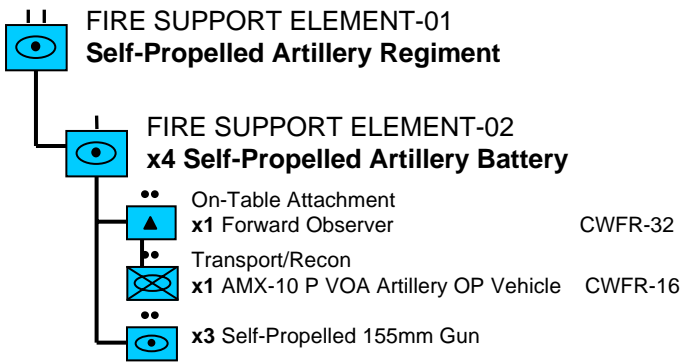 FIRE SUPPORT ELEMENT-01
Self-Propelled Artillery Regiment
FIRE SUPPORT ELEMENT-02
x4 Self-Propelled Artillery Battery
On-Table Attachment
x1 Forward Observer CWFR-32
Transport/Recon
x1 AMX-10 P VOA Artillery OP Vehicle CWFR-16
x3 Self-Propelled 155mm Gun